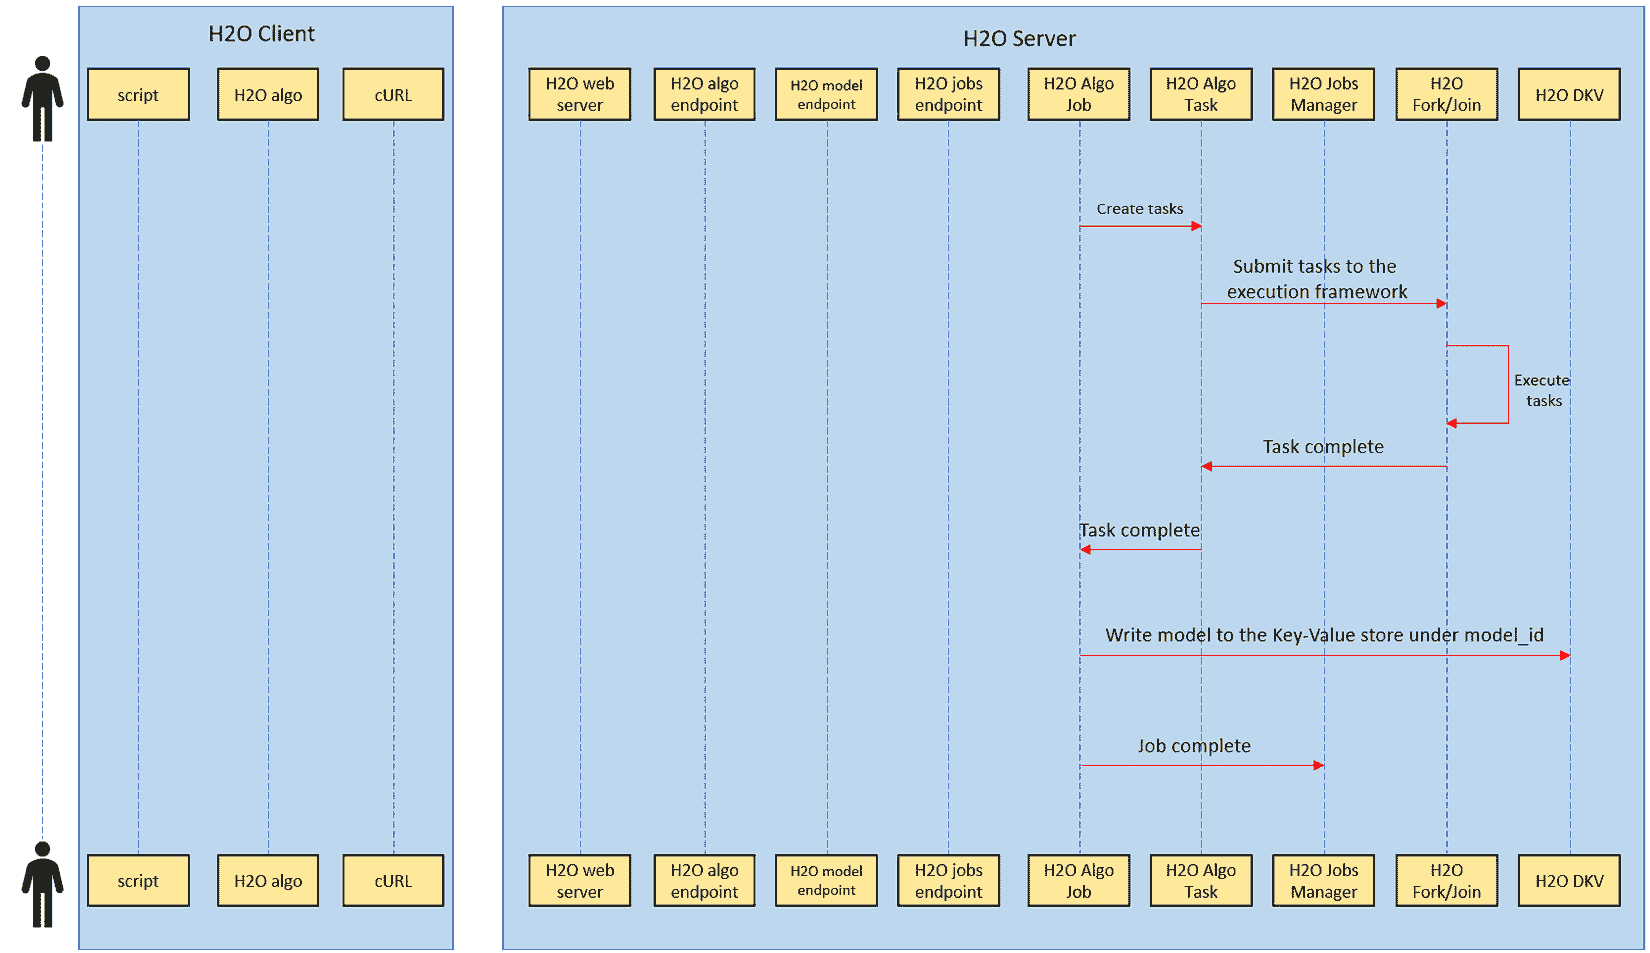 H2O Client
H2O Server
script
H2O algo
cURL
H2O web
server
H2O algo
endpoint
H2O model
endpoint
H2O jobs
endpoint
H2O Algo
Job
H2O Algo
Task
H2O Jobs
Manager
H2O
Fork/Join
H2O DKV
Create tasks
Submit tasks to the
execution framework
Execute
tasks
Task complete
Task complete
Write model to the Key-Value store under model_id
Job complete
script
H2O algo
cURL
H2O web
server
H2O algo
endpoint
H2O model
endpoint
H2O jobs
endpoint
H2O Algo
Job
H2O Algo
Task
H2O Jobs
Manager
H2O
Fork/Join
H2O DKV